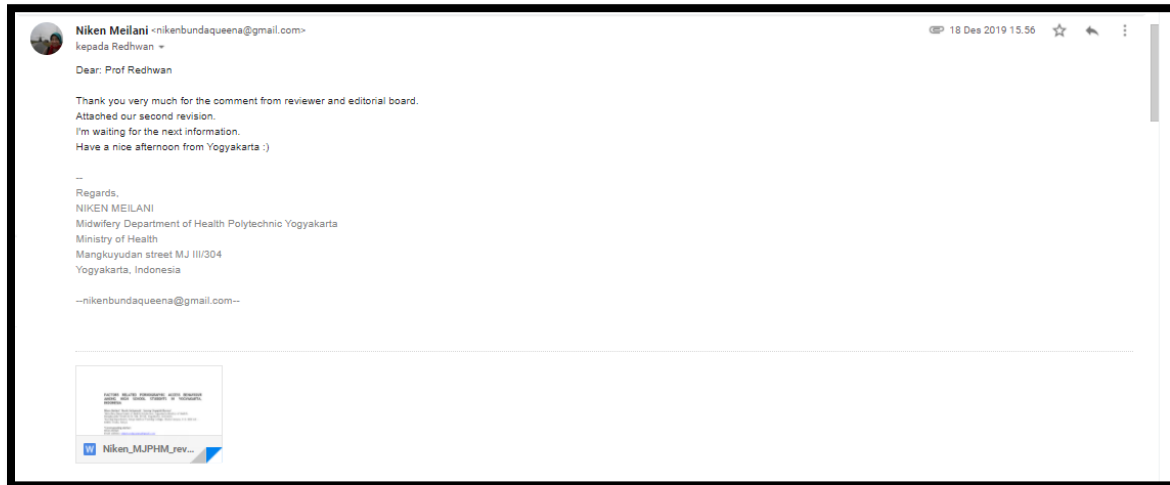 Niken Meilani <nikenbundaqueena@gmail.com>
18 Des 2019 15.56
kepada Redhwan
Dear: Prof Redhwan
Thank you very much for the comment from reviewer and editorial board.
Attached our second revision.
I'm waiting for the next information.
Have a nice afternoon from Yogyakarta :)
--
Regards,
NIKEN MEILANI
Midwifery Department of Health Polytechnic Yogyakarta
Ministry of Health
Mangkuyudan street MJ III/304
Yogyakarta, Indonesia
--nikenbundaqueena@gmail.com--
FACTORS RELATED PORNOGRAPHIC ACCESS BEHAVIOUR
AMONG HIGH SCHOOL STUDENTS IN YOGYAKARTA,
INDONESIA
W Niken_MJPHM_rev...